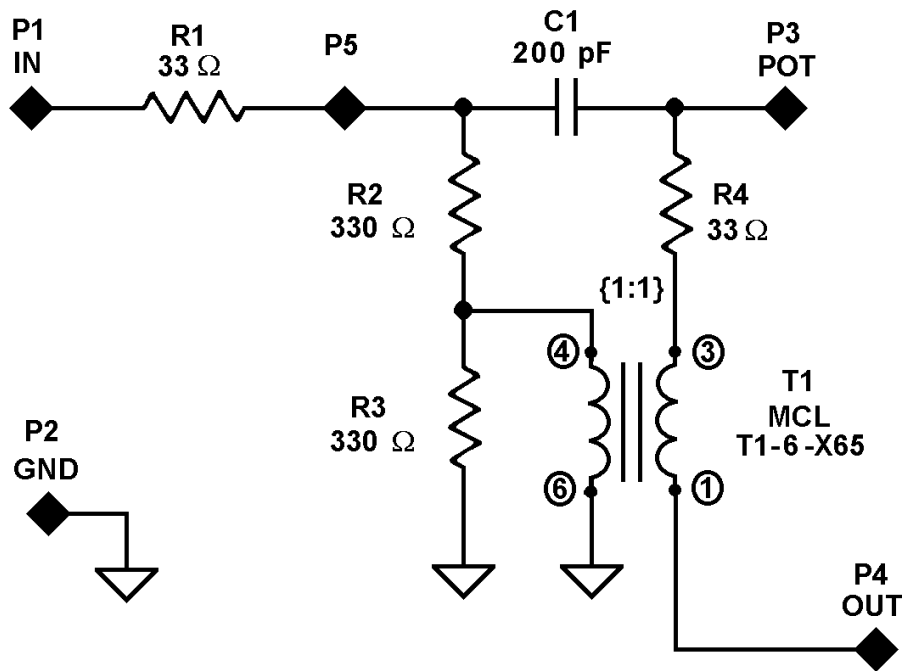 P1
IN
R1
33 Ω
P5
C1
200 pF
P3
POT
R2
330 Ω
R4
33 Ω
{1:1}
4
3
R3
330 Ω
T1
MCL
T1-6-X65
P2
GND
6
1
P4
OUT